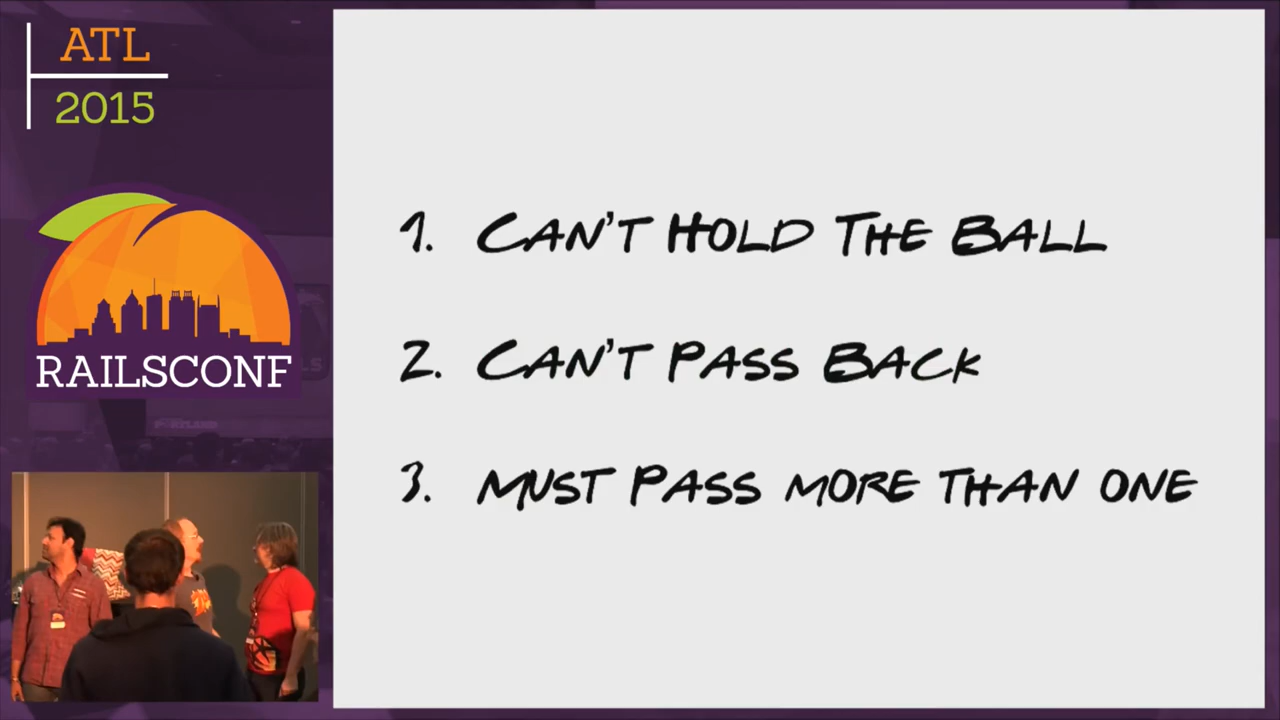 ATL
2015
RAILSCONF
1. CAN'T HOLD THE BALL
2. CAN'T PASS BACK
3. MUST PASS MORE THAN ONE